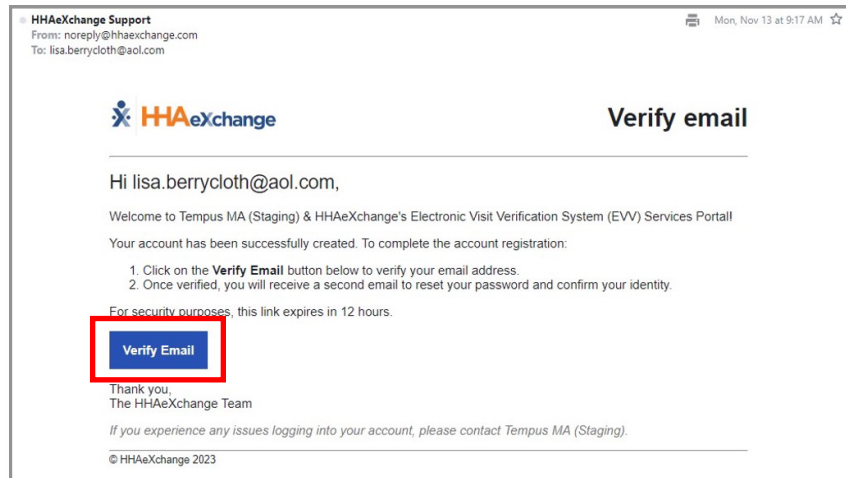 HHAeXchange Support
Mon, Nov 13 at 9:17 AM
From: noreply@hhaexchange.com
To: lisa.berrycloth@aol.com
HHAeXchange
Verify email
Hi lisa.berrycloth@aol.com,
Welcome to Tempus MA (Staging) & HHAeXchange's Electronic Visit Verification System (EVV) Services Portal!
Your account has been successfully created. To complete the account registration:
1. Click on the Verify Email button below to verify your email address.
2. Once verified, you will receive a second email to reset your password and confirm your identity.
For security purposes, this link expires in 12 hours.
Verify Email
Thank you,
The HHAeXchange Team
If you experience any issues logging into your account, please contact Tempus MA (Staging).
© HHAeXchange 2023